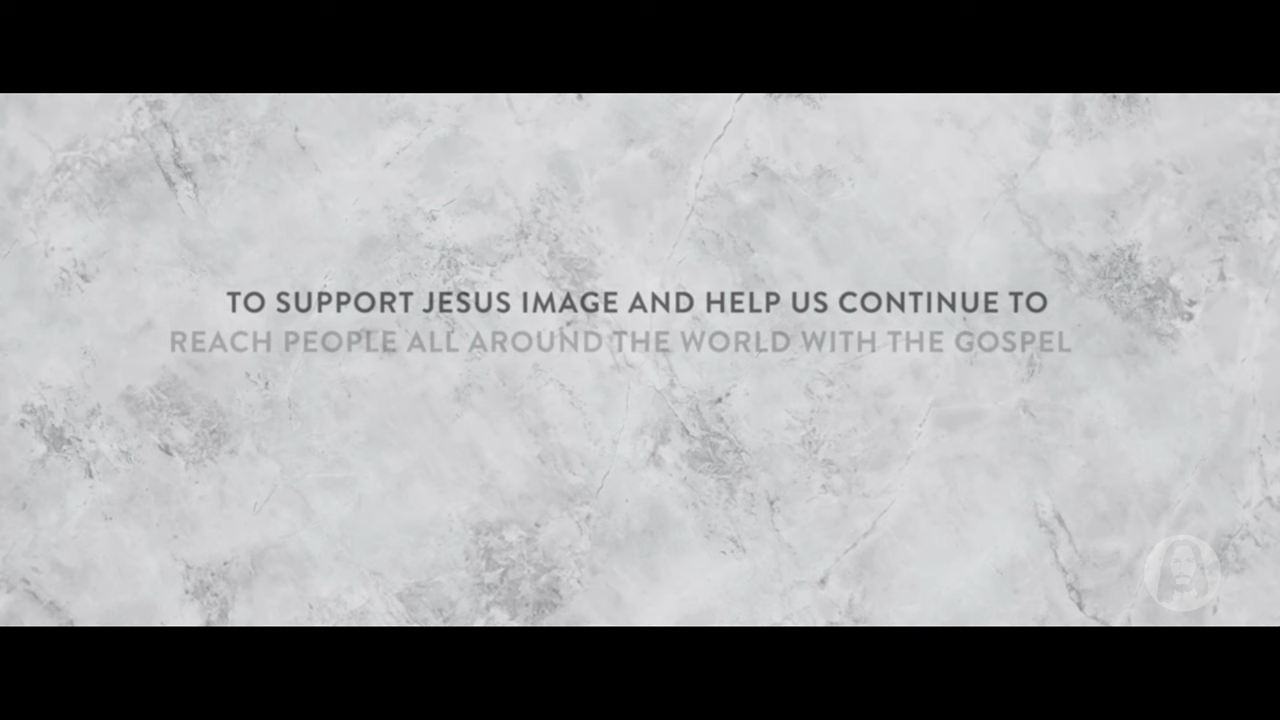 TO SUPPORT JESUS IMAGE AND HELP US CONTINUE TO
REACH PEOPLE ALL AROUND THE WORLD WITH THE GOSPEL